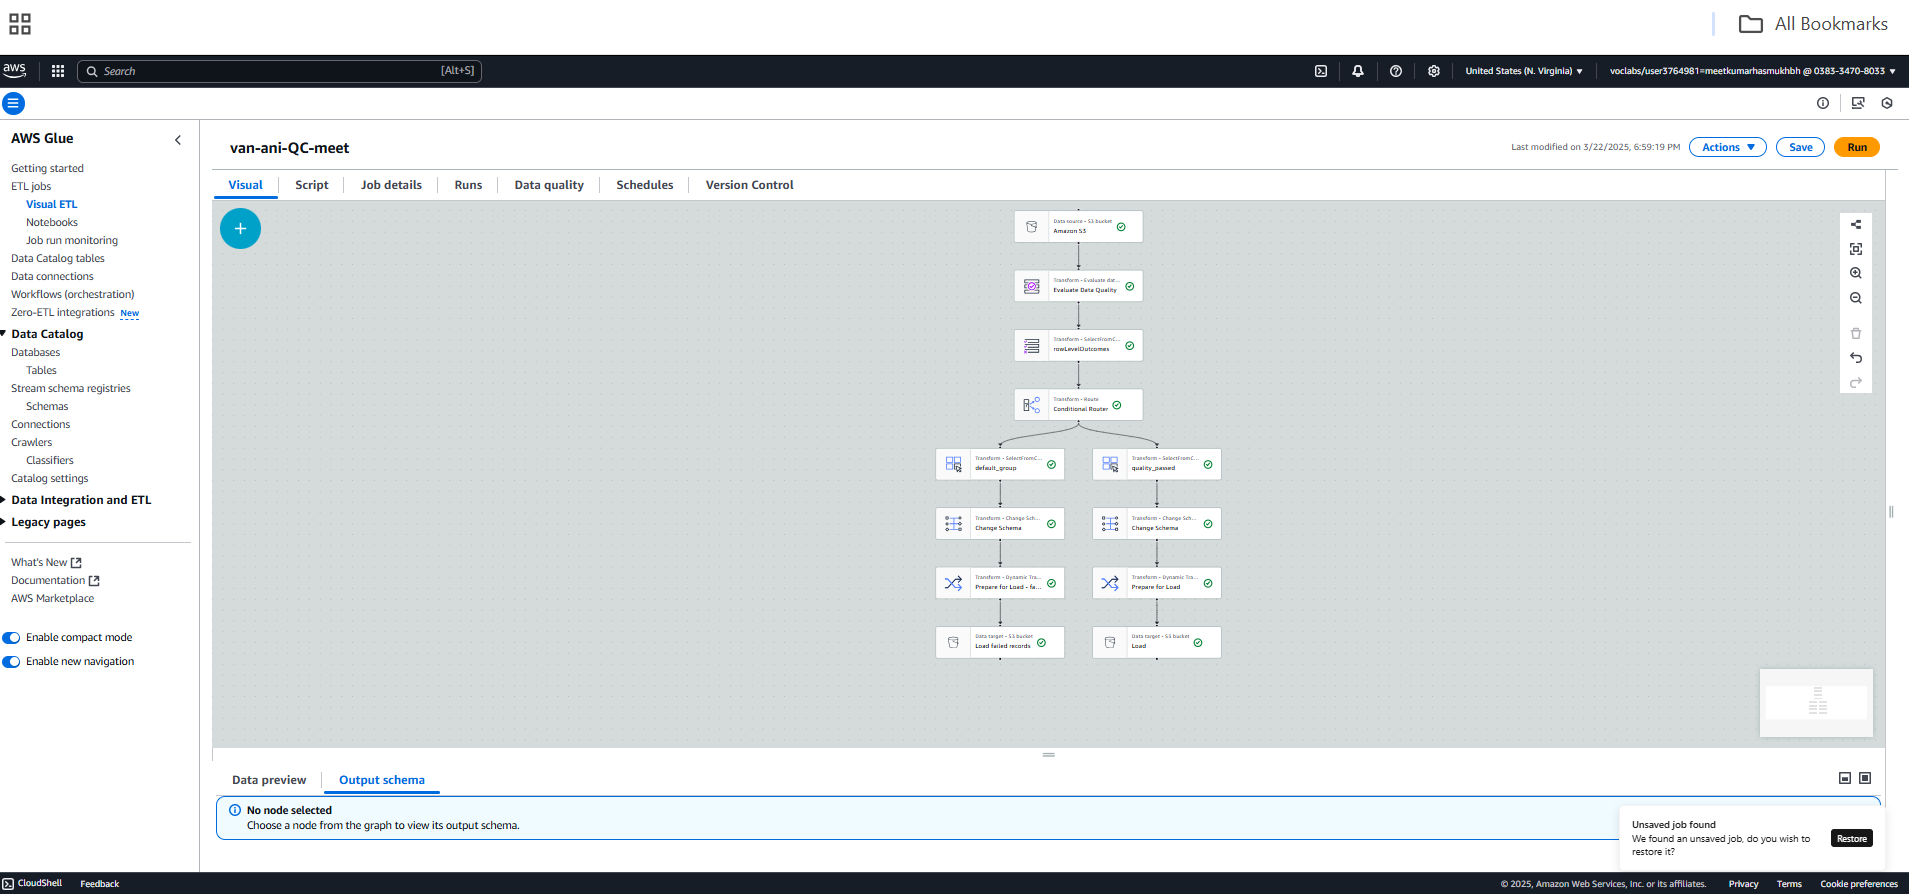 All Bookmarks
aws
Search
[Alt+S]
United States (N. Virginia) ▼
voclabs/user3764981=meetkumarhasmukhbh @ 0383-3470-8033 ▼
AWS Glue
Getting started
ETL jobs
Visual ETL
Notebooks
Job run monitoring
Data Catalog tables
Data connections
Workflows (orchestration)
Zero-ETL integrations New
Data Catalog
Databases
Tables
Stream schema registries
Schemas
Connections
Crawlers
Classifiers
Catalog settings
Data Integration and ETL
Legacy pages
What's New
Documentation
AWS Marketplace
Enable compact mode
Enable new navigation
van-ani-QC-meet
Last modified on 3/22/2025, 6:59:19 PM
Actions ▼
Save
Run
Visual
Script
Job details
Runs
Data quality
Schedules
Version Control
Data source - S3 bucket
Amazon S3
Transform - Evaluate dat...
Evaluate Data Quality
Transform - SelectFromC...
rowLevelOutcomes
Transform - Route
Conditional Router
Transform - SelectFromC...
default_group
Transform - SelectFromC...
quality_passed
Transform - Change Sch...
Change Schema
Transform - Change Sch...
Change Schema
Transform - Dynamic Tra...
Prepare for Load - fa...
Transform - Dynamic Tra...
Prepare for Load
Data target - S3 bucket
Load failed records
Data target - S3 bucket
Load
Data preview
Output schema
No node selected
Choose a node from the graph to view its output schema.
Unsaved job found
We found an unsaved job, do you wish to
restore it?
Restore
CloudShell
Feedback
© 2025, Amazon Web Services, Inc. or its affiliates.
Privacy
Terms
Cookie preferences